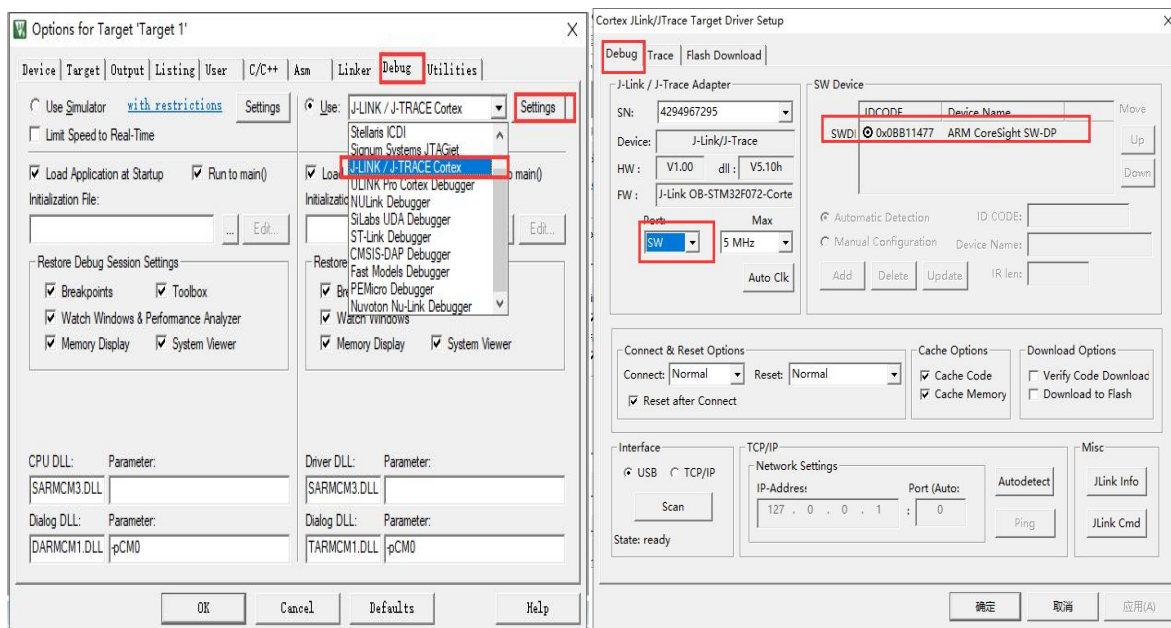 Options for Target 'Target 1'
Device Target Output Listing User C/C++ Asm Linker Debug Utilities
Use Simulator with restrictions Settings
Limit Speed to Real-Time
Load Application at Startup Run to main()
Initialization File:
... Edit...
Restore Debug Session Settings
Breakpoints Toolbox
Watch Windows & Performance Analyzer
Memory Display System Viewer
CPU DLL: Parameter:
SARMCM3.DLL
Dialog DLL: Parameter:
DARMCM1.DLL -pCM0
Use: J-LINK / J-TRACE Cortex Settings
Stellaris ICDI
Signum Systems JTAGjet
J-LINK / J-TRACE Cortex
ULINK Pro Cortex Debugger
NULink Debugger
SiLabs UDA Debugger
ST-Link Debugger
CMSIS-DAP Debugger
Fast Models Debugger
PEMicro Debugger
Nuvoton Nu-Link Debugger
main()
Edit...
Restore
Watch Windows
Memory Display System Viewer
Driver DLL: Parameter:
SARMCM3.DLL
Dialog DLL: Parameter:
TARMCM1.DLL -pCM0
OK Cancel Defaults Help
Cortex JLink/JTrace Target Driver Setup
Debug Trace Flash Download
J-Link / J-Trace Adapter
SN: 4294967295
Device: J-Link/J-Trace
HW : V1.00 dll : V5.10h
FW : J-Link OB-STM32F072-Corte
Port: Max
SW 5 MHz
Auto Clk
SW Device
IDCODE Device Name Move
SWDI 0x0BB11477 ARM CoreSight SW-DP
Up
Down
Automatic Detection ID CODE:
Manual Configuration Device Name:
Add Delete Update IR len:
Connect & Reset Options
Connect: Normal Reset: Normal
Reset after Connect
Cache Options
Cache Code
Cache Memory
Download Options
Verify Code Download
Download to Flash
Interface
USB TCP/IP
Scan
State: ready
TCP/IP
Network Settings
IP-Address Port (Auto:
127 . 0 . 0 . 1 : 0
Autodetect
Ping
Misc
JLink Info
JLink Cmd
确定 取消 应用(A)